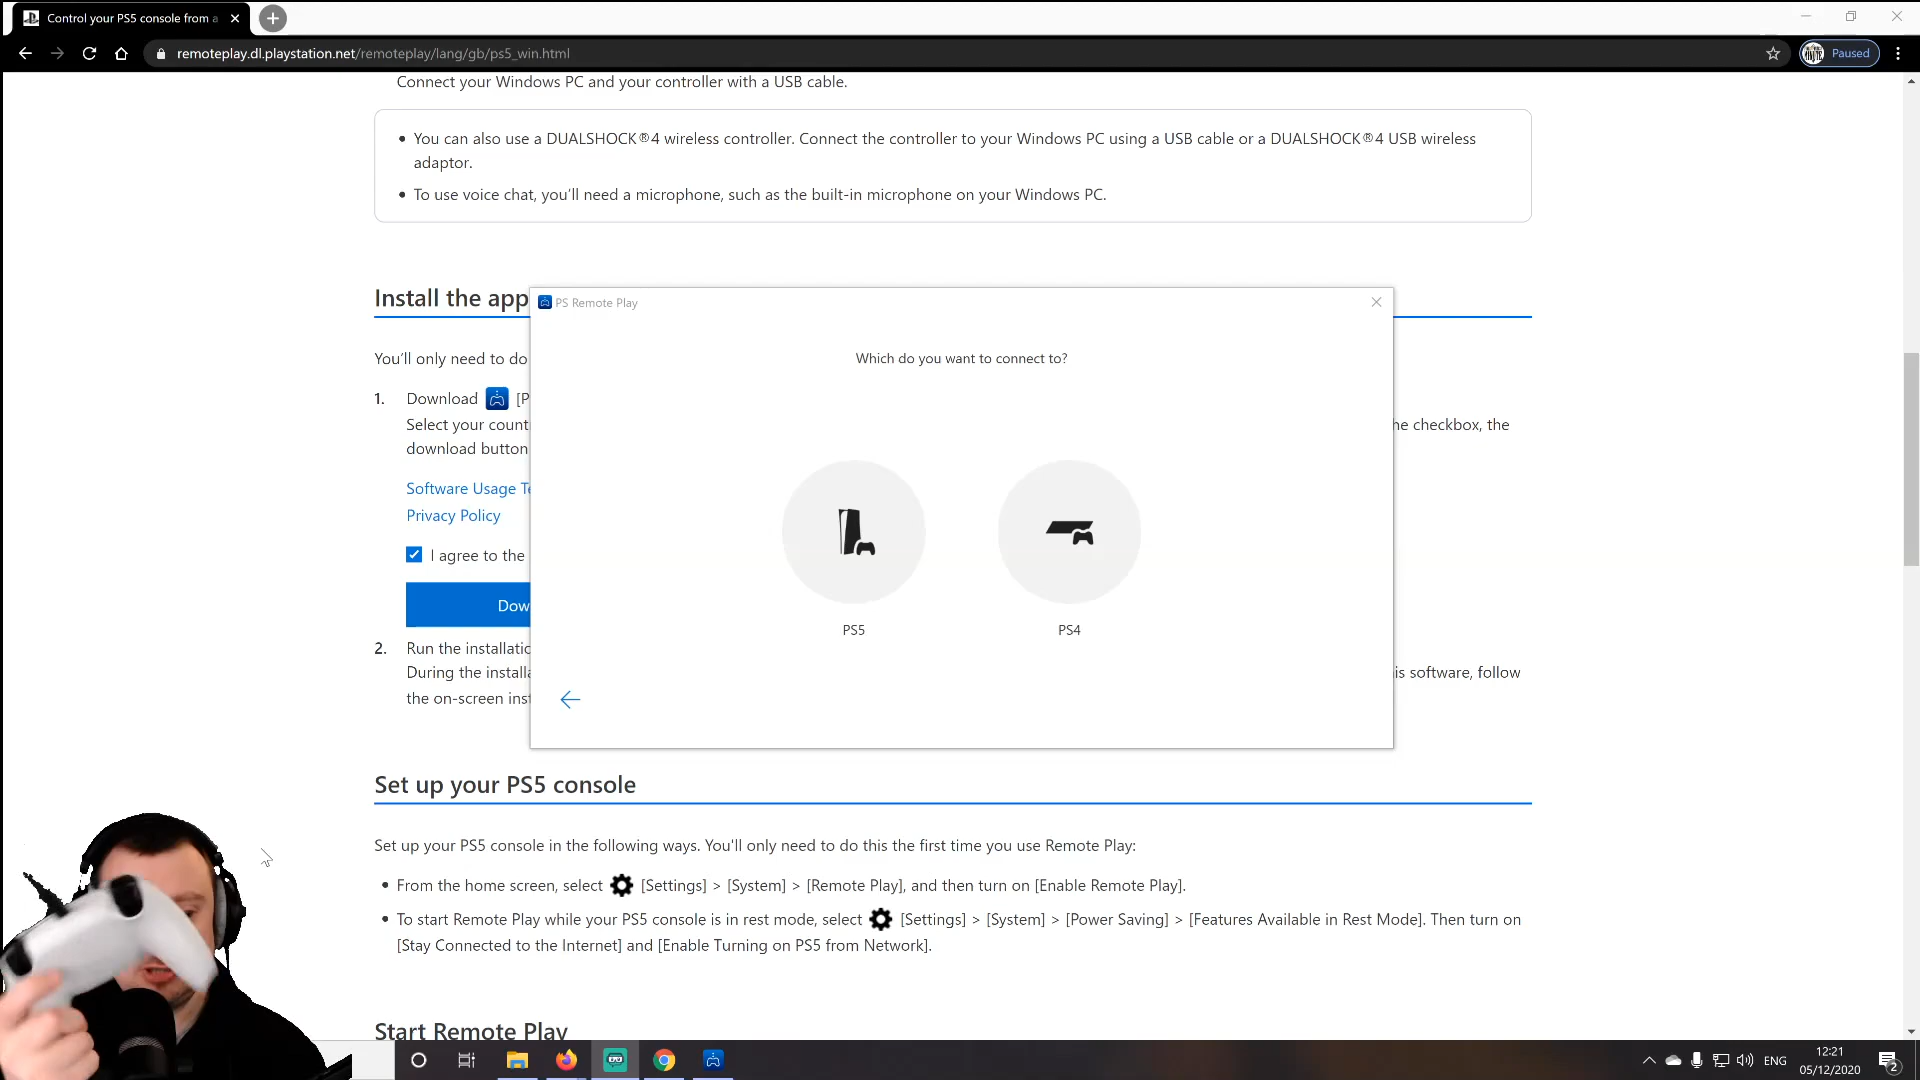 Control your PS5 console from a
remoteplay.dl.playstation.net/remoteplay/lang/gb/ps5_win.html
Paused
Connect your Windows PC and your controller with a USB cable.
• You can also use a DUALSHOCK®4 wireless controller. Connect the controller to your Windows PC using a USB cable or a DUALSHOCK®4 USB wireless
adaptor.
• To use voice chat, you'll need a microphone, such as the built-in microphone on your Windows PC.
Install the app
You'll only need to do
1. Download [P
Select your count
he checkbox, the
download button
Software Usage Te
Privacy Policy
I agree to the
Dow
2. Run the installatio
During the installa
is software, follow
the on-screen inst
PS Remote Play
Which do you want to connect to?
PS5
PS4
Set up your PS5 console
Set up your PS5 console in the following ways. You'll only need to do this the first time you use Remote Play:
• From the home screen, select [Settings] > [System] > [Remote Play], and then turn on [Enable Remote Play].
• To start Remote Play while your PS5 console is in rest mode, select [Settings] > [System] > [Power Saving] > [Features Available in Rest Mode]. Then turn on
[Stay Connected to the Internet] and [Enable Turning on PS5 from Network].
Start Remote Play
ENG
12:21
05/12/2020
2